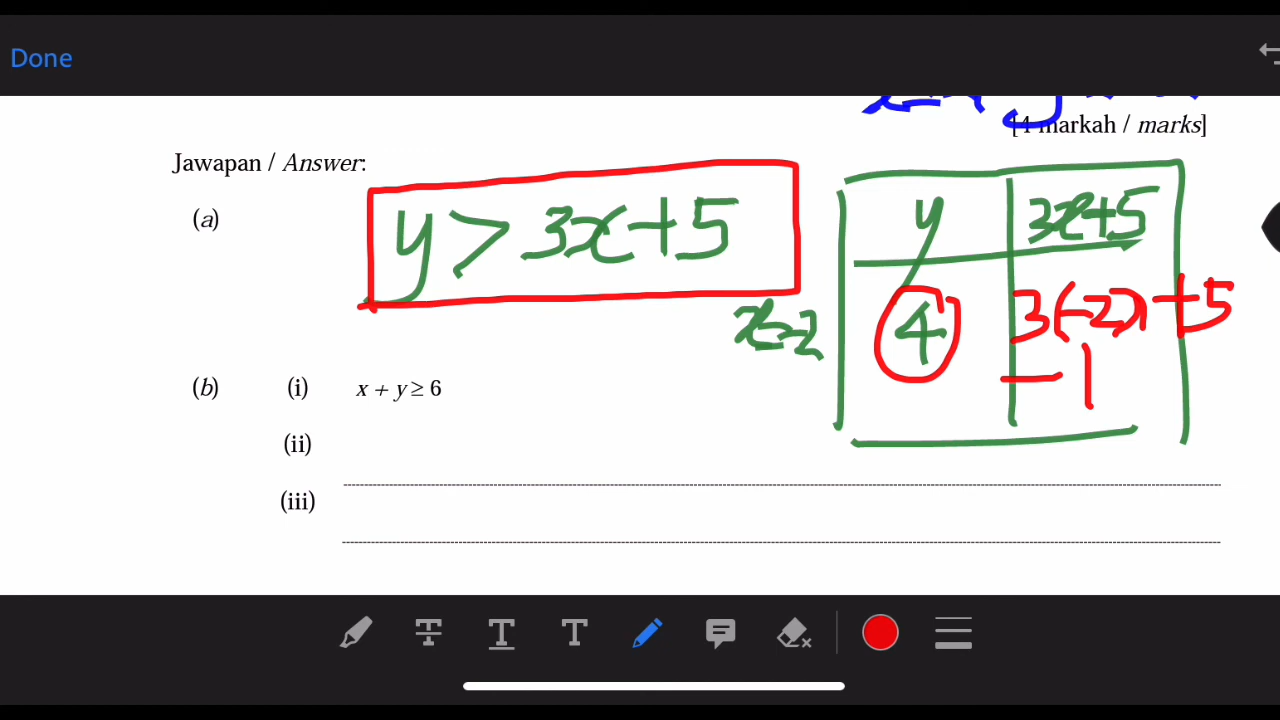 Done
[4 markah / marks]
Jawapan / Answer:
(a) y > 3x+5
y 3x+5
x=-2 4 3(-2)+5
-1
(b) (i) x + y ≥ 6
(ii)
(iii)
T T T